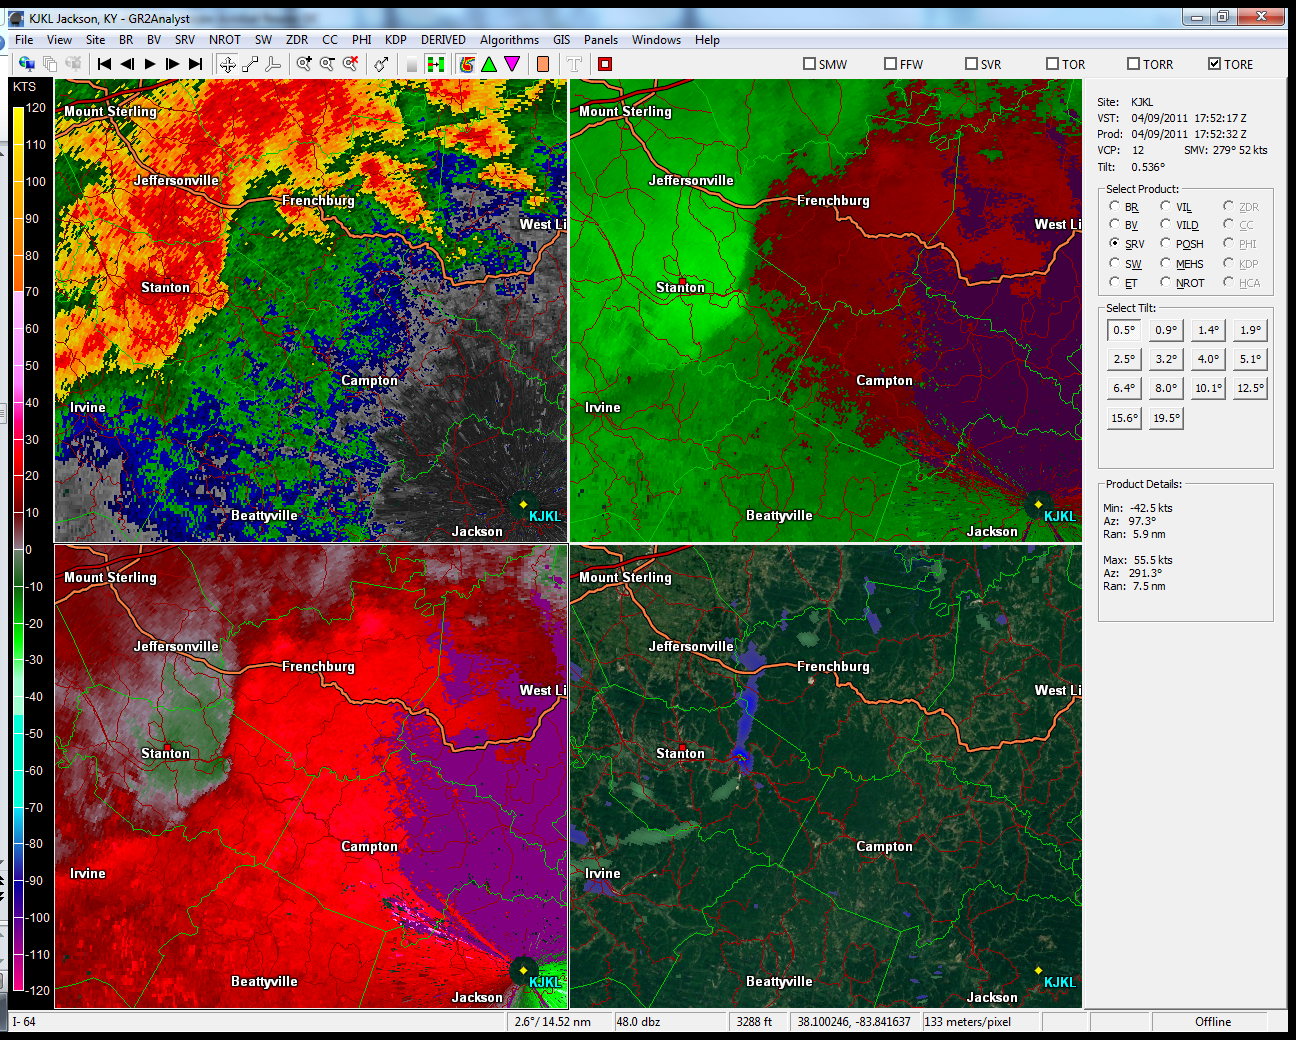 KJKL Jackson, KY - GR2Analyst
File View Site BR BV SRV NROT SW ZDR CC PHI KDP DERIVED Algorithms GIS Panels Windows Help
SMW FFW SVR TOR TORR TORE
KTS
120
110
100
90
80
70
60
50
40
30
20
10
0
-10
-20
-30
-40
-50
-60
-70
-80
-90
-100
-110
-120
Mount Sterling
Jeffersonville
Frenchburg
West Li
Stanton
Campton
Irvine
Beattyville
KJKL
Jackson
Mount Sterling
Jeffersonville
Frenchburg
West Li
Stanton
Campton
Irvine
Beattyville
KJKL
Jackson
Mount Sterling
Jeffersonville
Frenchburg
West Li
Stanton
Campton
Irvine
Beattyville
KJKL
Jackson
Mount Sterling
Jeffersonville
Frenchburg
West Li
Stanton
Campton
Irvine
Beattyville
KJKL
Jackson
Site: KJKL
VST: 04/09/2011 17:52:17 Z
Prod: 04/09/2011 17:52:32 Z
VCP: 12 SMV: 279° 52 kts
Tilt: 0.536°
Select Product:
BR VIL ZDR
BV VILD CC
SRV POSH PHI
SW MEHS KDP
ET NROT HCA
Select Tilt:
0.5° 0.9° 1.4° 1.9°
2.5° 3.2° 4.0° 5.1°
6.4° 8.0° 10.1° 12.5°
15.6° 19.5°
Product Details:
Min: -42.5 kts
Az: 97.3°
Ran: 5.9 nm
Max: 55.5 kts
Az: 291.3°
Ran: 7.5 nm
I- 64 2.6°/ 14.52 nm 48.0 dbz 3288 ft 38.100246, -83.841637 133 meters/pixel Offline